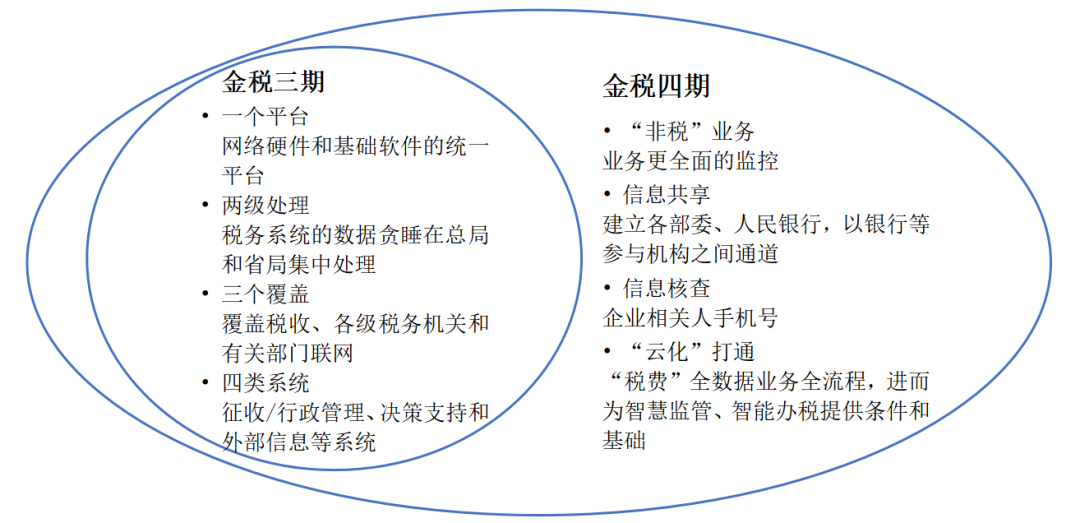 金税三期
• 一个平台
网络硬件和基础软件的统一
平台
• 两级处理
税务系统的数据贪睡在总局
和省局集中处理
• 三个覆盖
覆盖税收、各级税务机关和
有关部门联网
• 四类系统
征收/行政管理、决策支持和
外部信息等系统
金税四期
• “非税”业务
业务更全面的监控
• 信息共享
建立各部委、人民银行，以银行等
参与机构之间通道
• 信息核查
企业相关人手机号
• “云化”打通
“税费”全数据业务全流程，进而
为智慧监管、智能办税提供条件和
基础